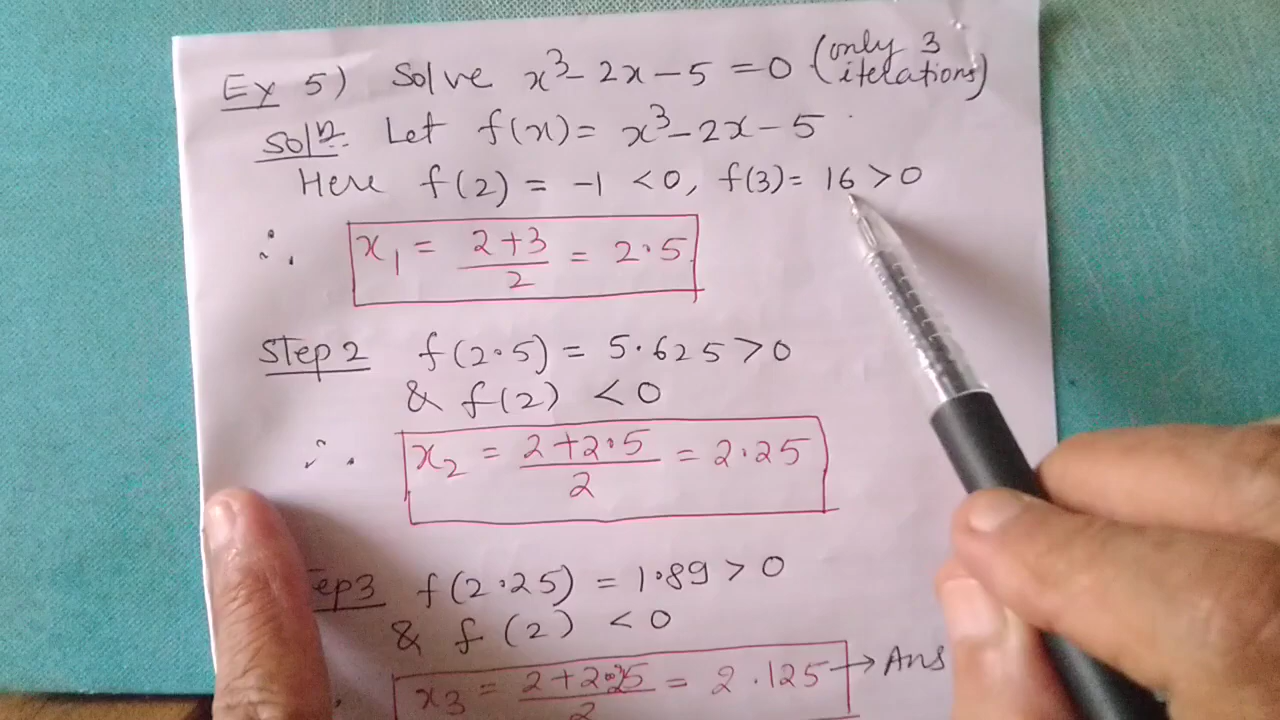 Ex 5) Solve x³-2x-5=0 (only 3 iterations)
Soln. Let f(x)= x³-2x-5
Here f(2) = -1 <0, f(3)= 16 >0
∴ x₁ = (2+3)/2 = 2.5
Step 2 f(2.5) = 5.625 >0
& f(2) <0
∴ x₂ = (2+2.5)/2 = 2.25
ep3 f(2.25) = 1.89 > 0
& f(2) <0
x₃ = (2+2.25)/2 = 2.125 → Ans